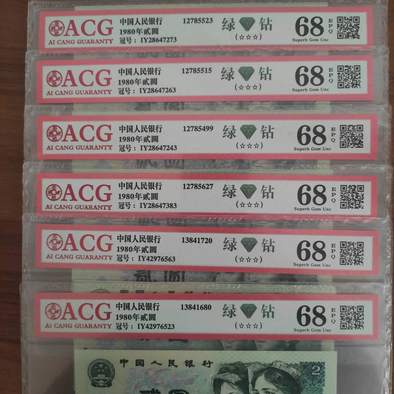 ACG 中国人民银行 12785523 绿 钻 68 EPQ
1980年贰圆
AI CANG GUARANTY 冠号：IY28647273 (☆☆☆) Superb Gem Unc
ACG 中国人民银行 12785515 绿 钻 68 EPQ
1980年贰圆
AI CANG GUARANTY 冠号：IY28647263 (☆☆☆) Superb Gem Unc
ACG 中国人民银行 12785499 绿 钻 68 EPQ
1980年贰圆
AI CANG GUARANTY 冠号：IY28647243 (☆☆☆) Superb Gem Unc
ACG 中国人民银行 12785627 绿 钻 68 EPQ
1980年贰圆
AI CANG GUARANTY 冠号：IY28647383 (☆☆☆) Superb Gem Unc
ACG 中国人民银行 13841720 绿 钻 68 EPQ
1980年贰圆
AI CANG GUARANTY 冠号：IY42976563 (☆☆☆) Superb Gem Unc
ACG 中国人民银行 13841680 绿 钻 68 EPQ
1980年贰圆
AI CANG GUARANTY 冠号：IY42976523 (☆☆☆) Superb Gem Unc
中国人民银行 2